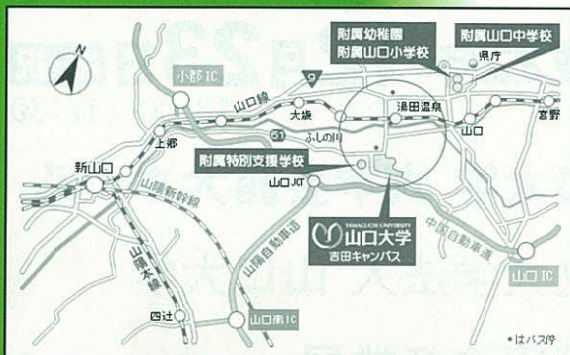 附属幼稚園
附属山口小学校
附属山口中学校
県庁
N
小郡IC
9
山口線
大歳
湯田温泉
山口
宮野
上郷
61
ふしの川
附属特別支援学校
新山口
山陽新幹線
山口JCT
YAMAGUCHI UNIVERSITY
山口大学
吉田キャンパス
中国自動車道
山陽自動車道
山陽本線
山口IC
四辻
山口南IC
•はバス停